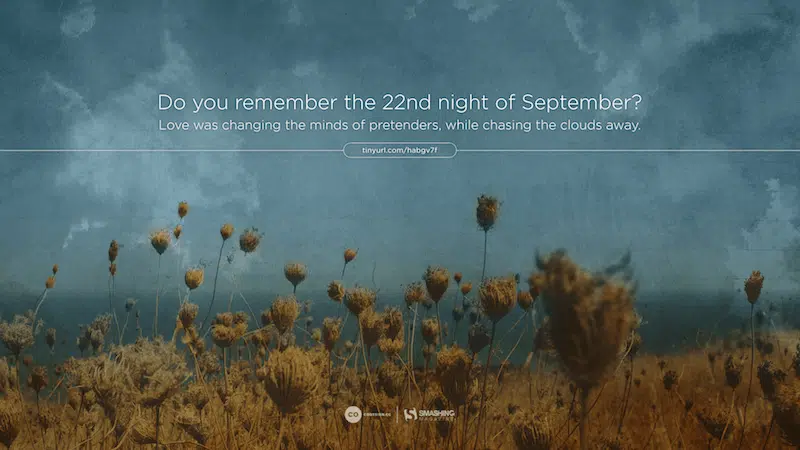 Do you remember the 22nd night of September?
Love was changing the minds of pretenders, while chasing the clouds away.
tinyurl.com/habgv7f
CO
SMASHING
MAGAZINE